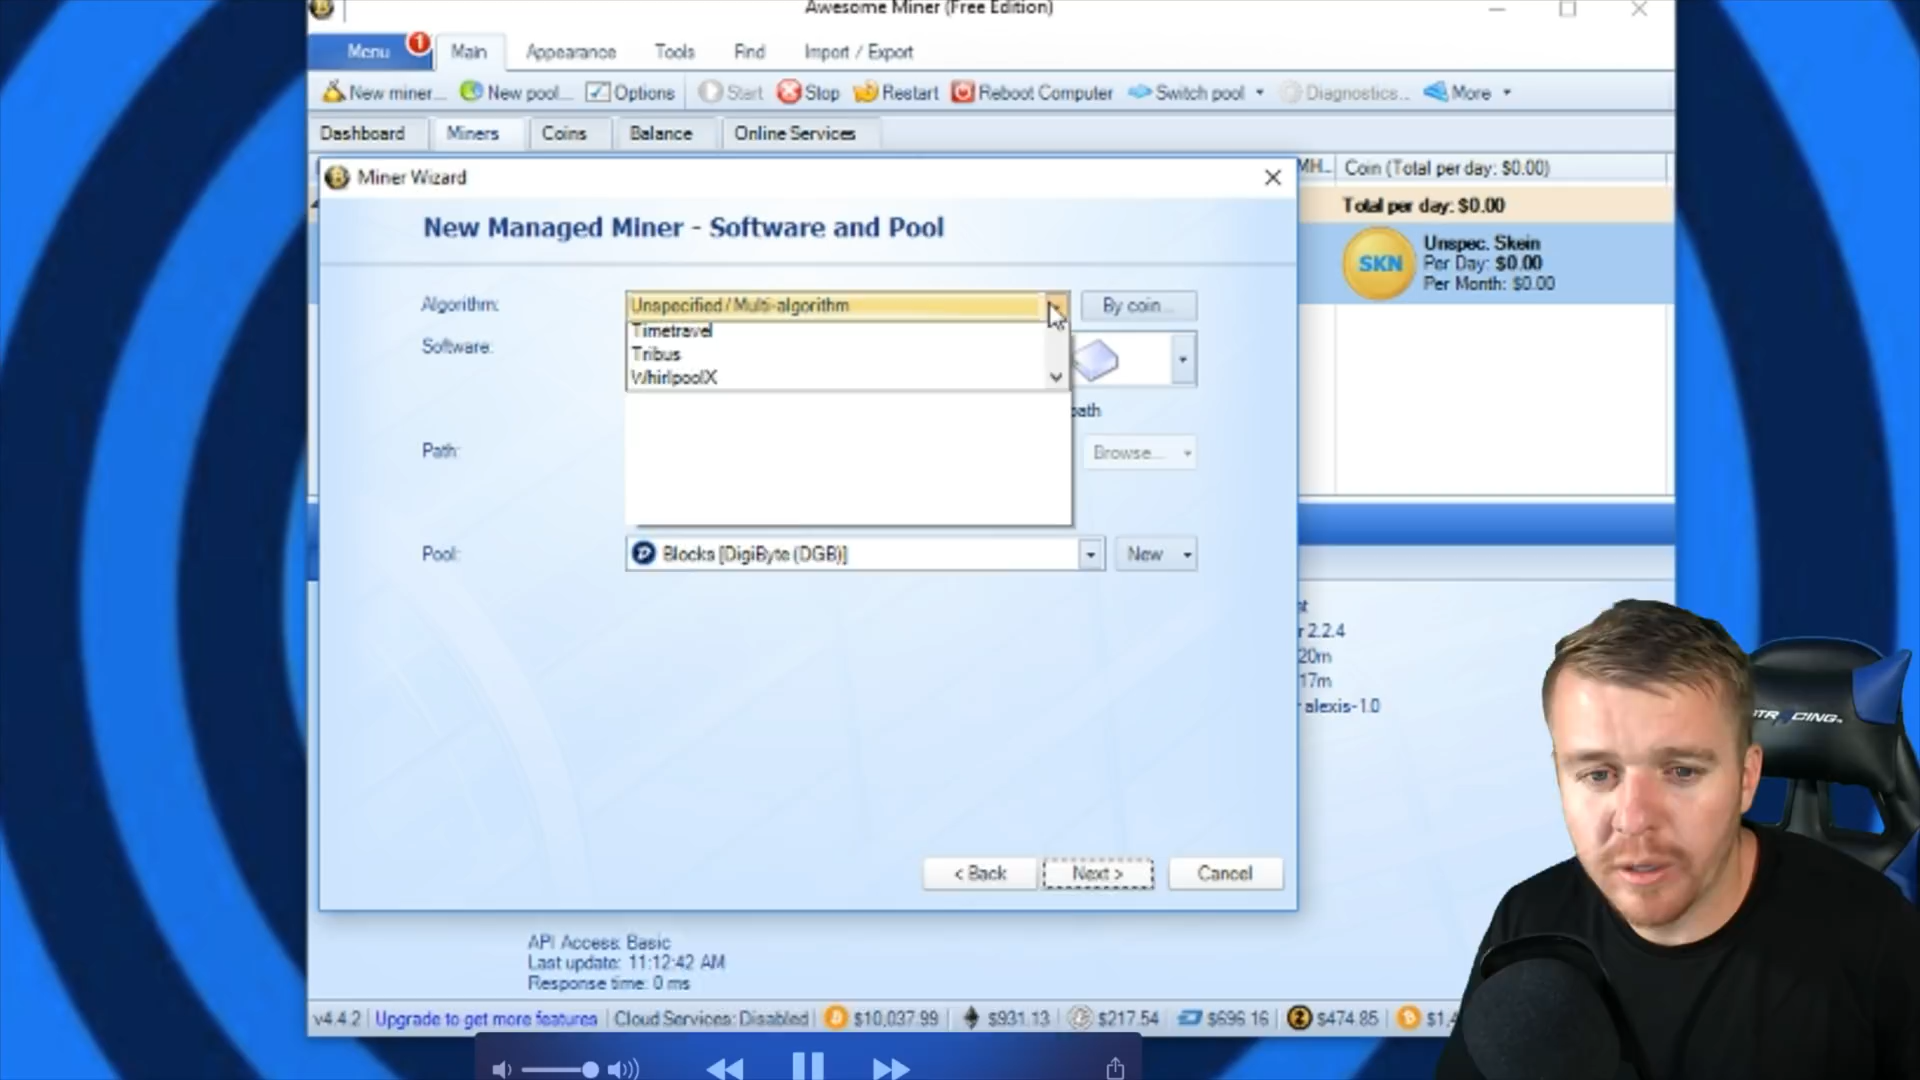 Awesome Miner (Free Edition)
Menu 1 Main Appearance Tools Find Import / Export
New miner... New pool... Options Start Stop Restart Reboot Computer Switch pool Diagnostics... More
Dashboard Miners Coins Balance Online Services
Miner Wizard
MH... Coin (Total per day: $0.00)
Total per day: $0.00
New Managed Miner - Software and Pool
SKN
Unspec. Skein
Per Day: $0.00
Per Month: $0.00
Algorithm: Unspecified / Multi-algorithm By coin...
Timetravel
Software:
Tribus
WhirlpoolX
path
Path: Browse...
Pool: Blocks [DigiByte (DGB)] New
r 2.2.4
20m
17m
alexis-1.0
< Back Next > Cancel
API Access: Basic
Last update: 11:12:42 AM
Response time: 0 ms
v4.4.2 Upgrade to get more features Cloud Services: Disabled $10,037.99 $931.13 $217.54 $696.16 $474.85 $1,4